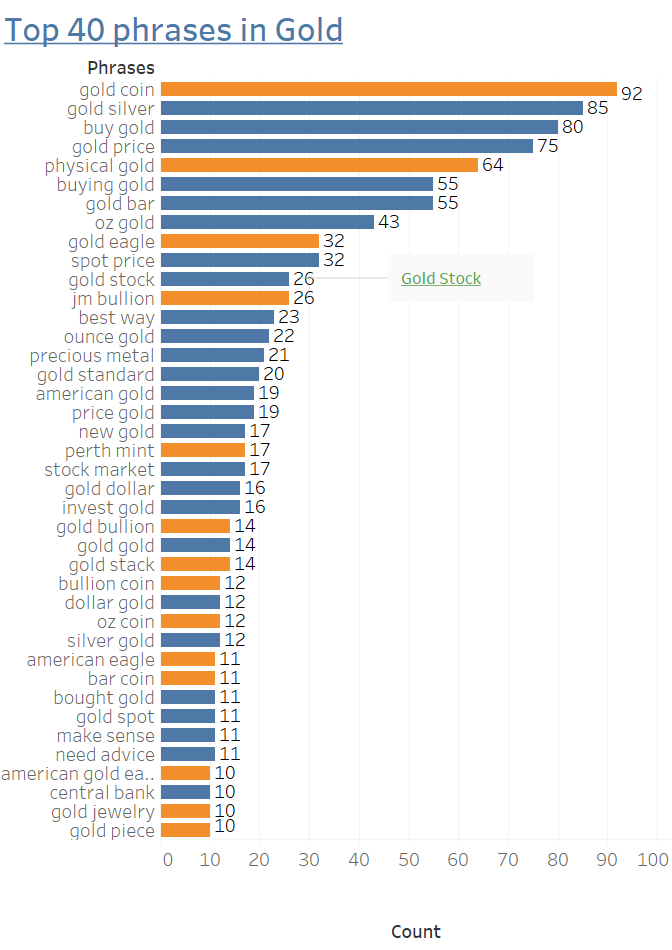 Top 40 phrases in Gold
Phrases
gold coin 92
gold silver 85
buy gold 80
gold price 75
physical gold 64
buying gold 55
gold bar 55
oz gold 43
gold eagle 32
spot price 32
gold stock 26 Gold Stock
jm bullion 26
best way 23
ounce gold 22
precious metal 21
gold standard 20
american gold 19
price gold 19
new gold 17
perth mint 17
stock market 17
gold dollar 16
invest gold 16
gold bullion 14
gold gold 14
gold stack 14
bullion coin 12
dollar gold 12
oz coin 12
silver gold 12
american eagle 11
bar coin 11
bought gold 11
gold spot 11
make sense 11
need advice 11
american gold ea.. 10
central bank 10
gold jewelry 10
gold piece 10
0 10 20 30 40 50 60 70 80 90 100
Count